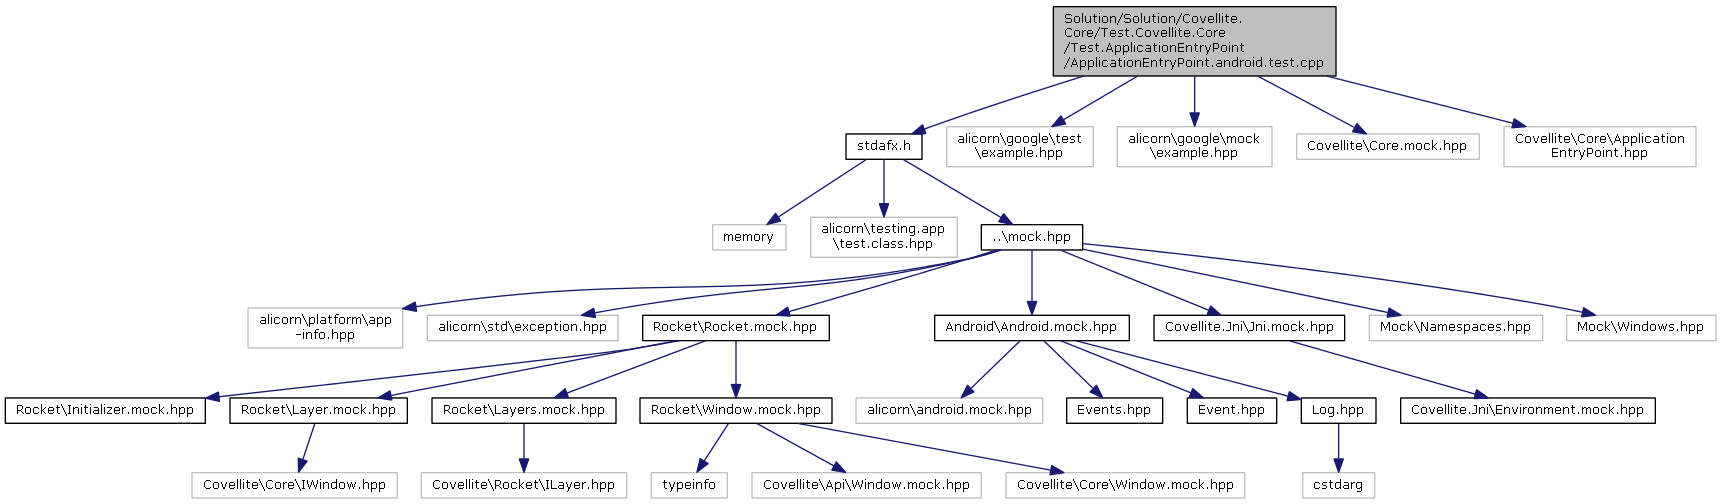 Solution/Solution/Covellite.
Core/Test.Covellite.Core
/Test.ApplicationEntryPoint
/ApplicationEntryPoint.android.test.cpp
stdafx.h
alicorn\google\test
\example.hpp
alicorn\google\mock
\example.hpp
Covellite\Core.mock.hpp
Covellite\Core\Application
EntryPoint.hpp
memory
alicorn\testing.app
\test.class.hpp
..\mock.hpp
alicorn\platform\app
-info.hpp
alicorn\std\exception.hpp
Rocket\Rocket.mock.hpp
Android\Android.mock.hpp
Covellite.Jni\Jni.mock.hpp
Mock\Namespaces.hpp
Mock\Windows.hpp
Rocket\Initializer.mock.hpp
Rocket\Layer.mock.hpp
Rocket\Layers.mock.hpp
Rocket\Window.mock.hpp
alicorn\android.mock.hpp
Events.hpp
Event.hpp
Log.hpp
Covellite.Jni\Environment.mock.hpp
Covellite\Core\IWindow.hpp
Covellite\Rocket\ILayer.hpp
typeinfo
Covellite\Api\Window.mock.hpp
Covellite\Core\Window.mock.hpp
cstdarg